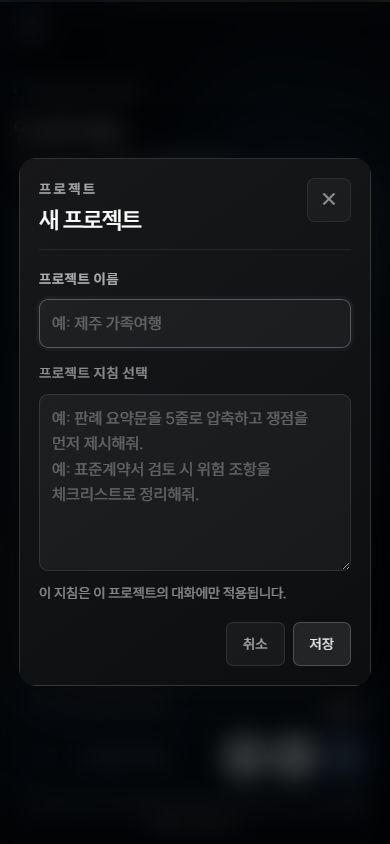 프로젝트
새 프로젝트
프로젝트 이름
예: 제주 가족여행
프로젝트 지침 선택
예: 판례 요약문을 5줄로 압축하고 쟁점을
먼저 제시해줘.
예: 표준계약서 검토 시 위험 조항을
체크리스트로 정리해줘.
이 지침은 이 프로젝트의 대화에만 적용됩니다.
취소 저장